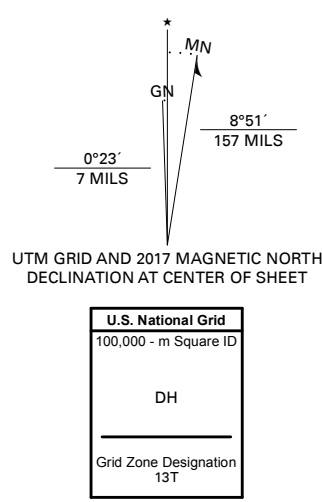 ★
MN
GN
8°51´
157 MILS
0°23´
7 MILS
UTM GRID AND 2017 MAGNETIC NORTH
DECLINATION AT CENTER OF SHEET
U.S. National Grid
100,000 - m Square ID
DH
Grid Zone Designation
13T